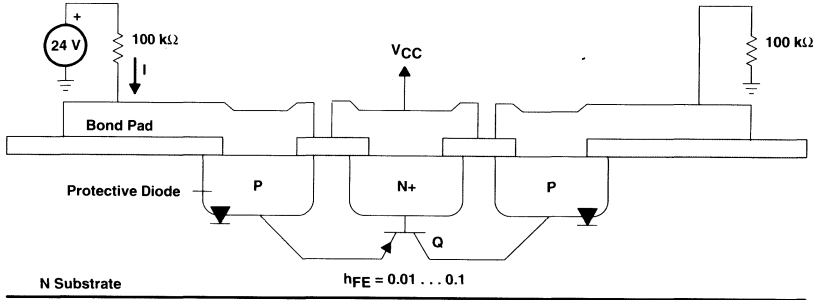 +
24 V
100 kΩ
I
VCC
100 kΩ
Bond Pad
Protective Diode
P
N+
P
Q
hFE = 0.01 . . . 0.1
N Substrate